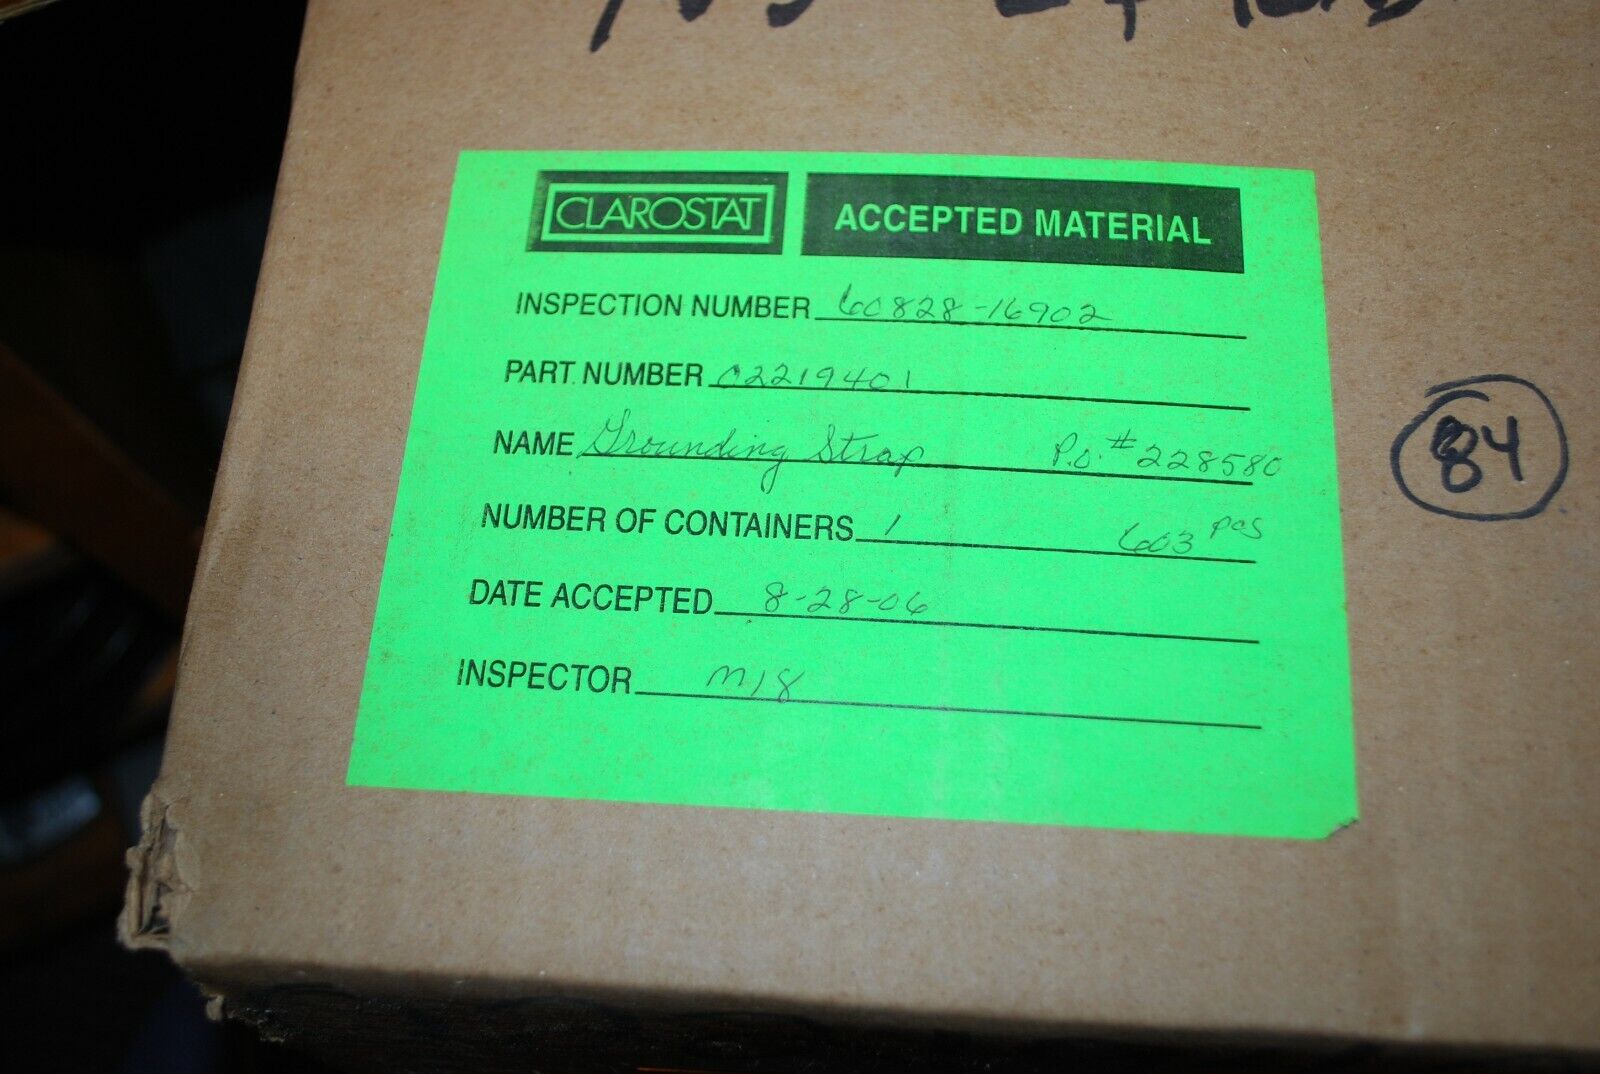 CLAROSTAT ACCEPTED MATERIAL
INSPECTION NUMBER 60828-16902
PART NUMBER 02219401
NAME Grounding Strap P.O. #228580
84
NUMBER OF CONTAINERS 1 603 pcs
DATE ACCEPTED 8-28-06
INSPECTOR M18